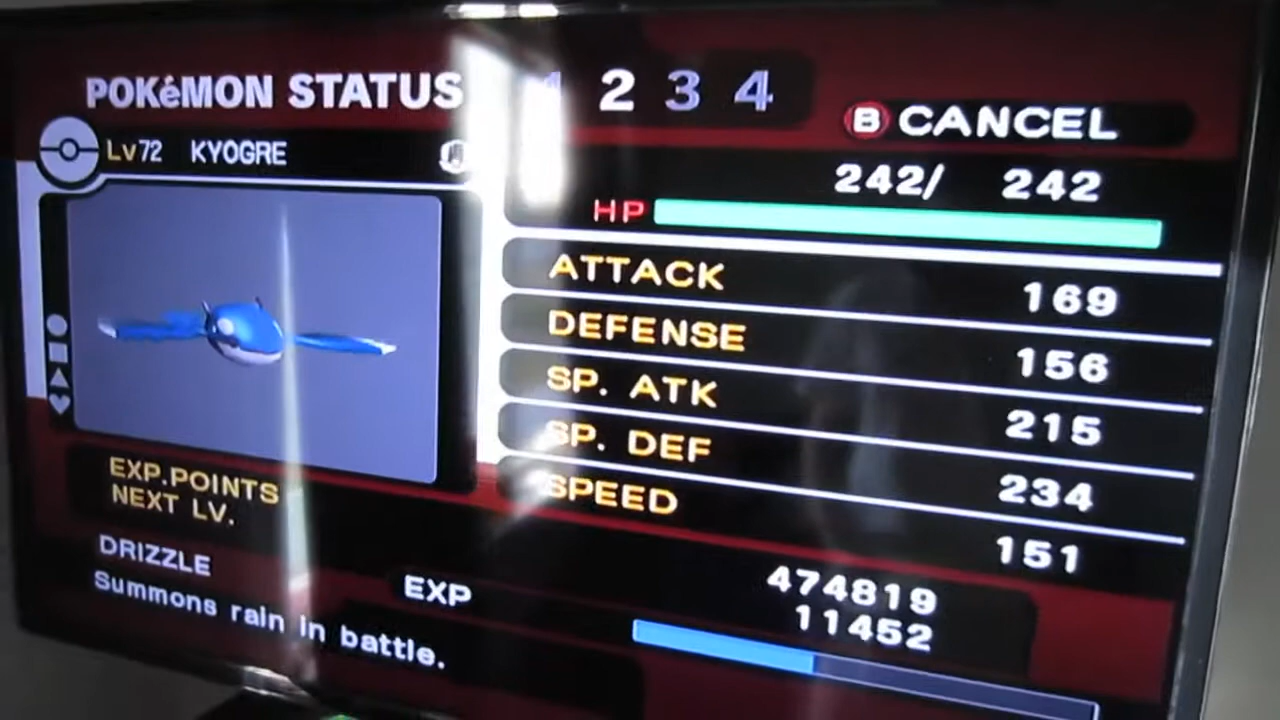 POKéMON STATUS 1 2 3 4
B CANCEL
Lv72 KYOGRE
242/ 242
HP
ATTACK 169
DEFENSE 156
SP. ATK 215
SP. DEF 234
SPEED 151
EXP.POINTS 474819
NEXT LV. 11452
DRIZZLE
EXP
Summons rain in battle.